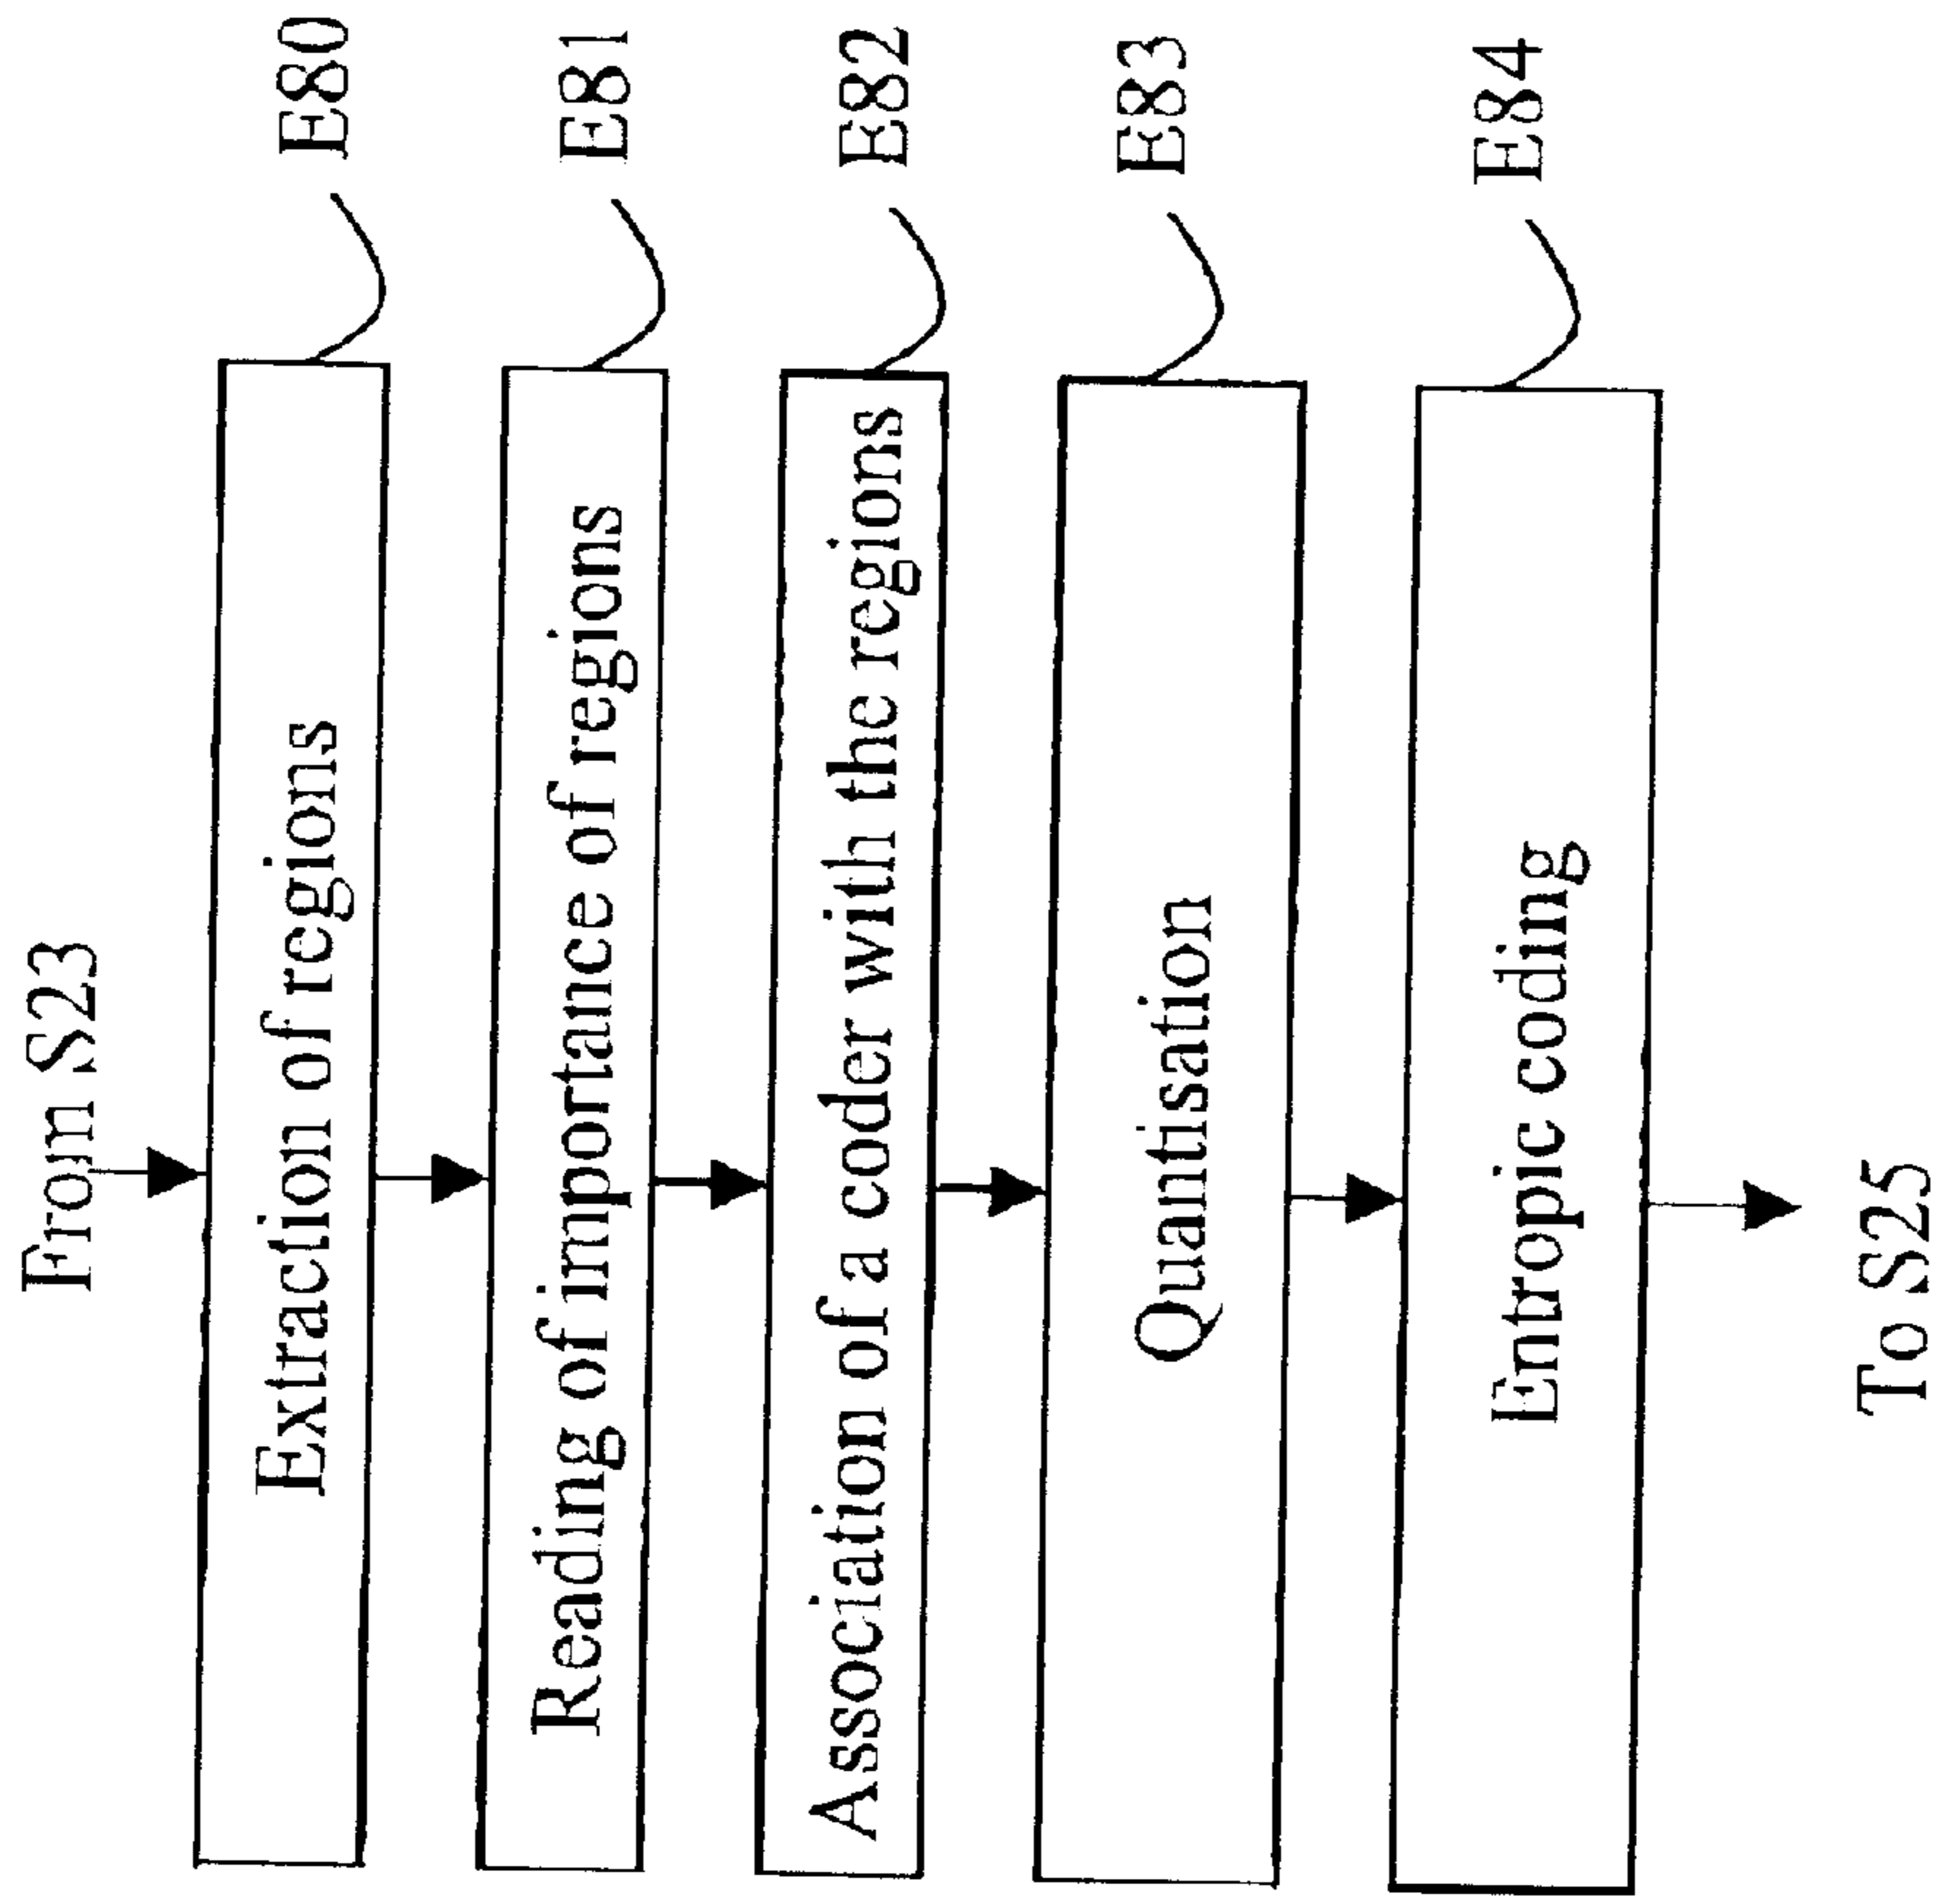 From S23
Extraction of regions
E80
Reading of importance of regions
E81
Association of a coder with the regions
E82
Quantisation
E83
Entropic coding
E84
To S25